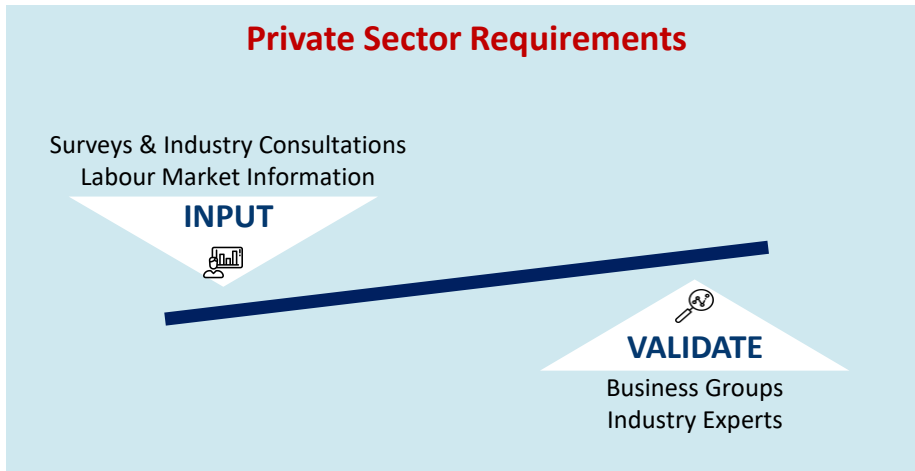 Private Sector Requirements
Surveys & Industry Consultations
Labour Market Information
INPUT
VALIDATE
Business Groups
Industry Experts